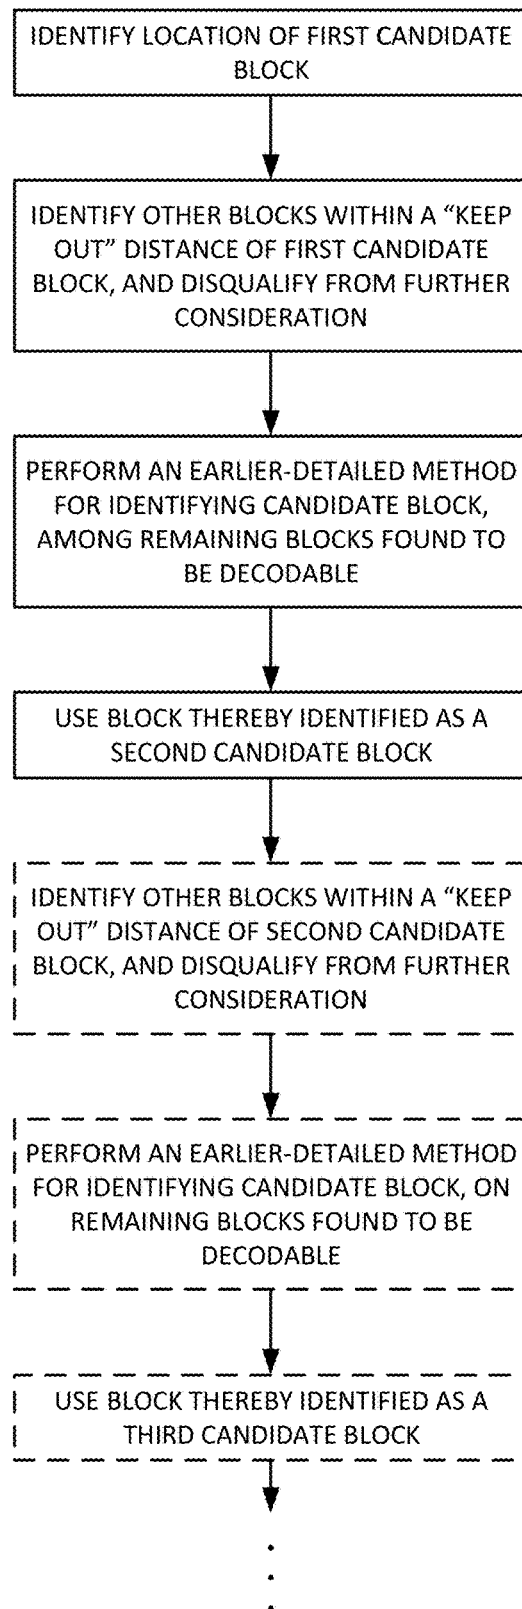 IDENTIFY LOCATION OF FIRST CANDIDATE
BLOCK
IDENTIFY OTHER BLOCKS WITHIN A “KEEP
OUT” DISTANCE OF FIRST CANDIDATE
BLOCK, AND DISQUALIFY FROM FURTHER
CONSIDERATION
PERFORM AN EARLIER-DETAILED METHOD
FOR IDENTIFYING CANDIDATE BLOCK,
AMONG REMAINING BLOCKS FOUND TO
BE DECODABLE
USE BLOCK THEREBY IDENTIFIED AS A
SECOND CANDIDATE BLOCK
IDENTIFY OTHER BLOCKS WITHIN A “KEEP
OUT” DISTANCE OF SECOND CANDIDATE
BLOCK, AND DISQUALIFY FROM FURTHER
CONSIDERATION
PERFORM AN EARLIER-DETAILED METHOD
FOR IDENTIFYING CANDIDATE BLOCK, ON
REMAINING BLOCKS FOUND TO BE
DECODABLE
USE BLOCK THEREBY IDENTIFIED AS A
THIRD CANDIDATE BLOCK